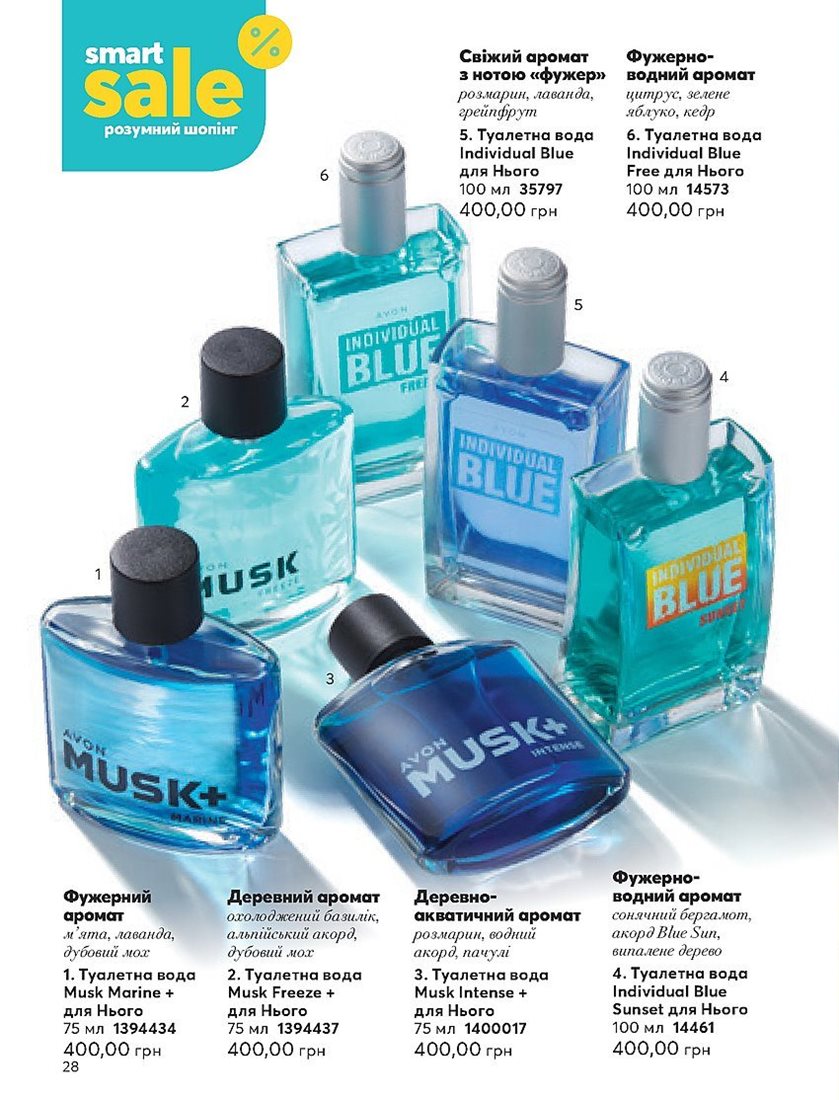 smart
sale
%
розумний шопінг
Свіжий аромат
з нотою «фужер»
розмарин, лаванда,
грейпфрут
5. Туалетна вода
Individual Blue
для Нього
100 мл 35797
400,00 грн
Фужерно-
водний аромат
цитрус, зелене
яблуко, кедр
6. Туалетна вода
Individual Blue
Free для Нього
100 мл 14573
400,00 грн
6
AVON
INDIVIDUAL
BLUE
FREE
5
AVON
INDIVIDUAL
BLUE
4
INDIVIDUAL
BLUE
SUNSET
2
AVON
MUSK
FREEZE
1
AVON
MUSK+
MARINE
3
AVON
MUSK+
INTENSE
Фужерний
аромат
м’ята, лаванда,
дубовий мох
1. Туалетна вода
Musk Marine +
для Нього
75 мл 1394434
400,00 грн
Деревний аромат
охолоджений базилік,
альпійський акорд,
дубовий мох
2. Туалетна вода
Musk Freeze +
для Нього
75 мл 1394437
400,00 грн
Деревно-
акватичний аромат
розмарин, водний
акорд, пачулі
3. Туалетна вода
Musk Intense +
для Нього
75 мл 1400017
400,00 грн
Фужерно-
водний аромат
сонячний бергамот,
акорд Blue Sun,
випалене дерево
4. Туалетна вода
Individual Blue
Sunset для Нього
100 мл 14461
400,00 грн
28